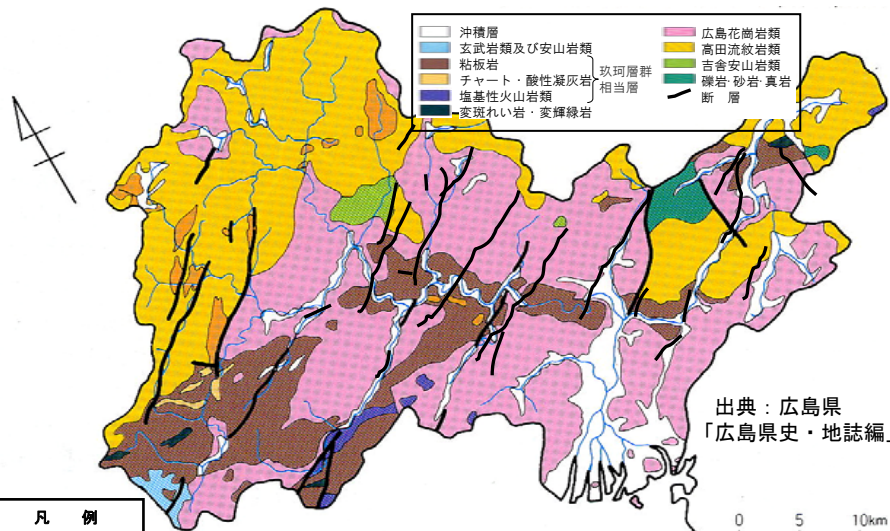 沖積層
玄武岩類及び安山岩類
粘板岩
チャート・酸性凝灰岩
塩基性火山岩類
変斑れい岩・変輝緑岩
玖珂層群
相当層
広島花崗岩類
高田流紋岩類
吉舎安山岩類
礫岩・砂岩・頁岩
断 層
出典：広島県
「広島県史・地誌編」
凡 例
0 5 10km